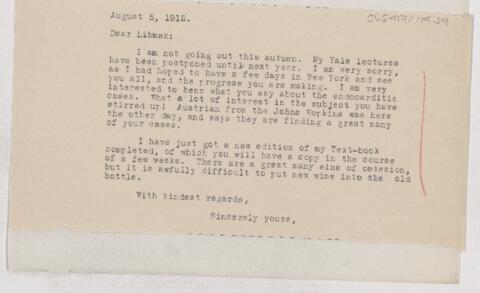 August 5, 1912.
Dear Libman:
I am not going out this autumn. My Yale lectures
have been postponed until next year. I am very sorry,
as I had hoped to have a few days in New York and see
you all, and the progress you are making. I am very
interested to hear what you say about the endocarditic
cases. What a lot of interest in the subject you have
stirred up! Austrian from the Johns Hopkins was here
the other day, and says they are finding a great many
of your cases.
I have just got a new edition of my Text-book
completed, of which you will have a copy in the course
of a few weeks. There are a great many sins of omission,
but it is awfully difficult to put new wine into the old
bottle.
With kindest regards,
Sincerely yours,